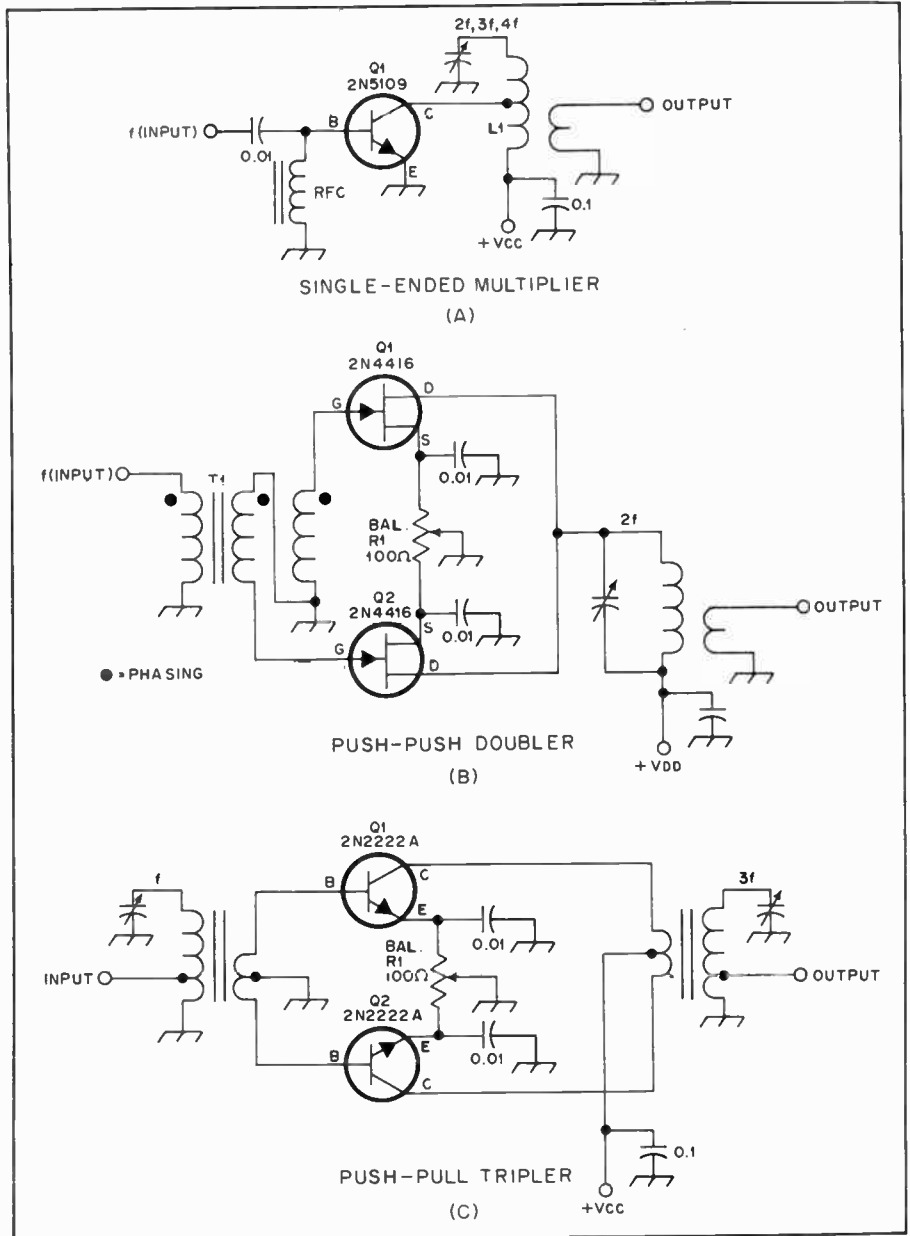 2f,3f,4f
Q1
2N5109
B
C
E
f(INPUT)
0.01
RFC
L1
OUTPUT
0.1
+VCC
SINGLE-ENDED MULTIPLIER
(A)
Q1
2N4416
D
G
S
0.01
f(INPUT)
T1
BAL.
R1
100Ω
2f
Q2
2N4416
S
0.01
G
D
OUTPUT
● = PHASING
PUSH-PUSH DOUBLER
(B)
+VDD
Q1
2N2222A
C
B
E
f
0.01
3f
BAL.
R1
100Ω
INPUT
OUTPUT
Q2
2N2222A
E
0.01
B
C
0.1
PUSH-PULL TRIPLER
(C)
+VCC